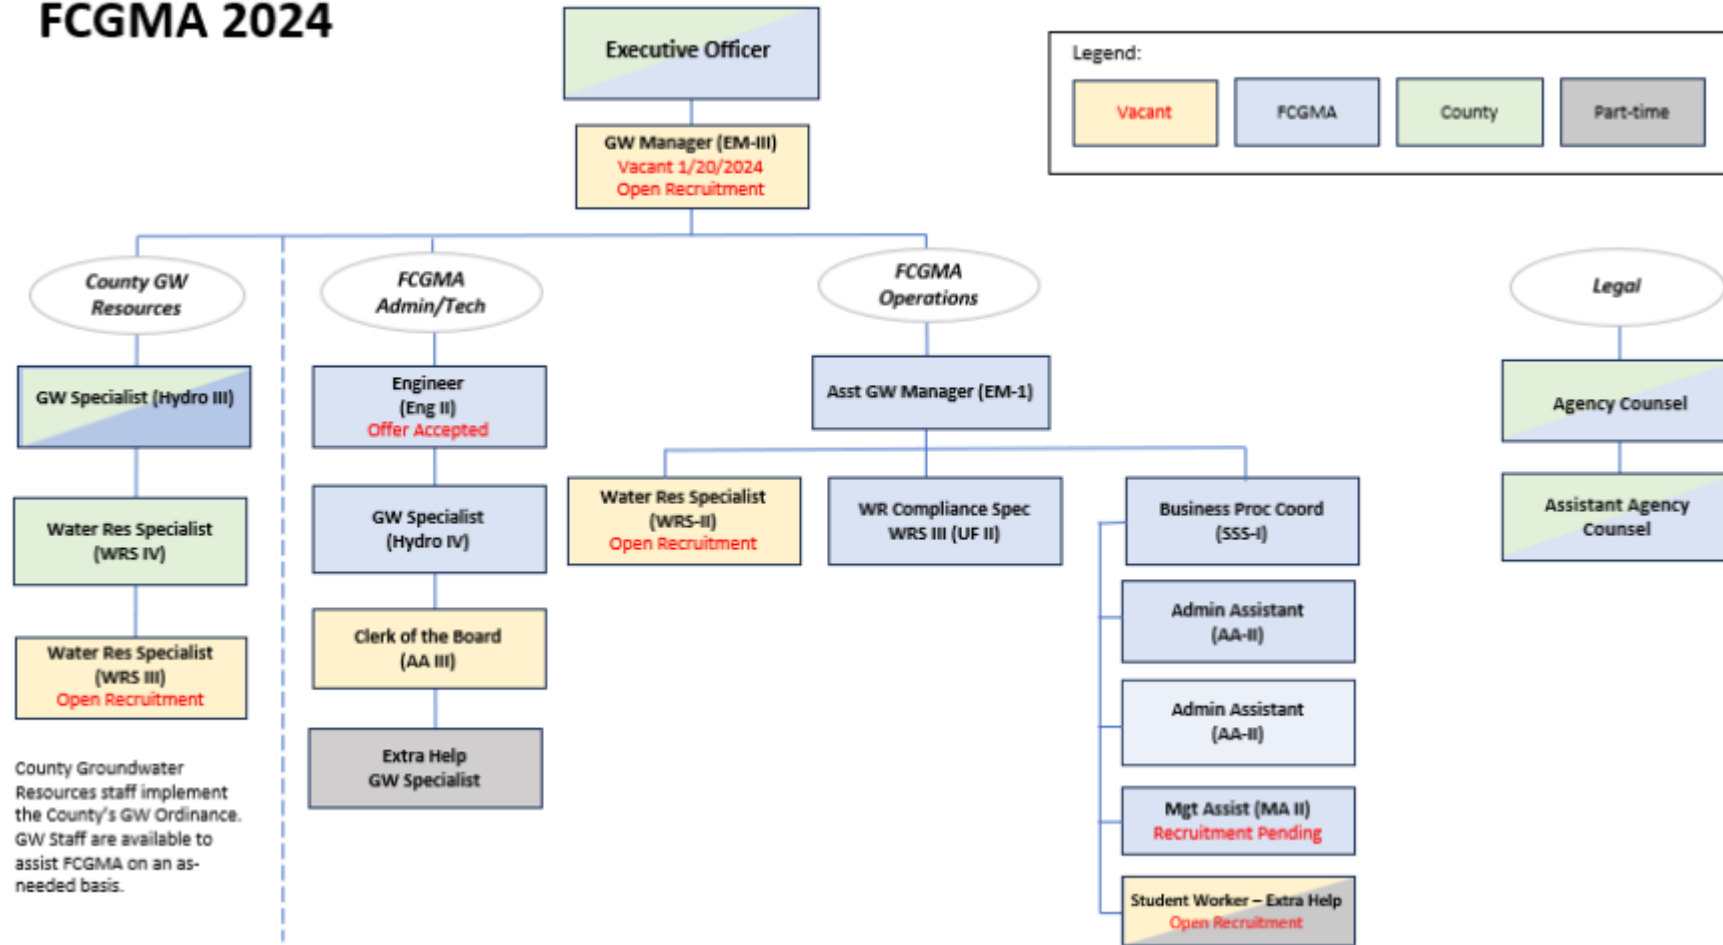 FCGMA 2024
Executive Officer
GW Manager (EM-III)
Vacant 1/20/2024
Open Recruitment
Legend:
Vacant
FCGMA
County
Part-time
County GW
Resources
GW Specialist (Hydro III)
Water Res Specialist
(WRS IV)
Water Res Specialist
(WRS III)
Open Recruitment
County Groundwater
Resources staff implement
the County's GW Ordinance.
GW Staff are available to
assist FCGMA on an as-
needed basis.
FCGMA
Admin/Tech
Engineer
(Eng II)
Offer Accepted
GW Specialist
(Hydro IV)
Clerk of the Board
(AA III)
Extra Help
GW Specialist
FCGMA
Operations
Asst GW Manager (EM-1)
Water Res Specialist
(WRS-II)
Open Recruitment
WR Compliance Spec
WRS III (UF II)
Business Proc Coord
(SSS-I)
Admin Assistant
(AA-II)
Admin Assistant
(AA-II)
Mgt Assist (MA II)
Recruitment Pending
Student Worker – Extra Help
Open Recruitment
Legal
Agency Counsel
Assistant Agency
Counsel